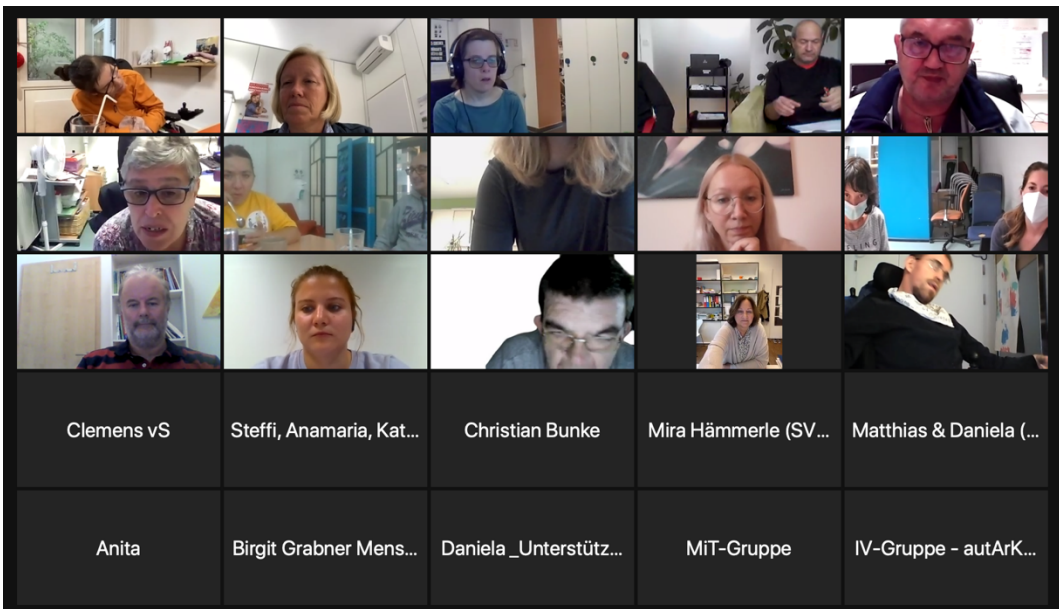 Clemens vS
Steffi, Anamaria, Kat...
Christian Bunke
Mira Hämmerle (SV...
Matthias & Daniela (...
Anita
Birgit Grabner Mens...
Daniela _Unterstütz...
MiT-Gruppe
IV-Gruppe - autArK...